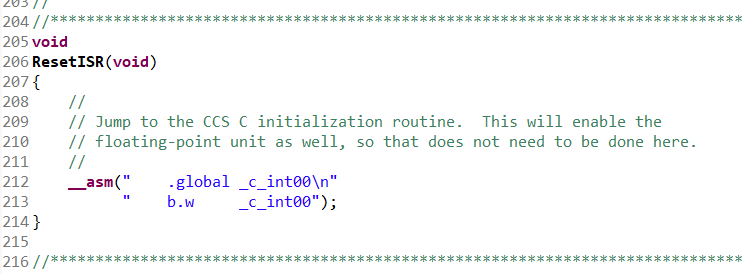 203 //
204 //*****************************************************************************
205 void
206 ResetISR(void)
207 {
208     //
209     // Jump to the CCS C initialization routine.  This will enable the
210     // floating-point unit as well, so that does not need to be done here.
211     //
212     __asm("    .global _c_int00\n"
213           "    b.w     _c_int00");
214 }
215
216 //*****************************************************************************